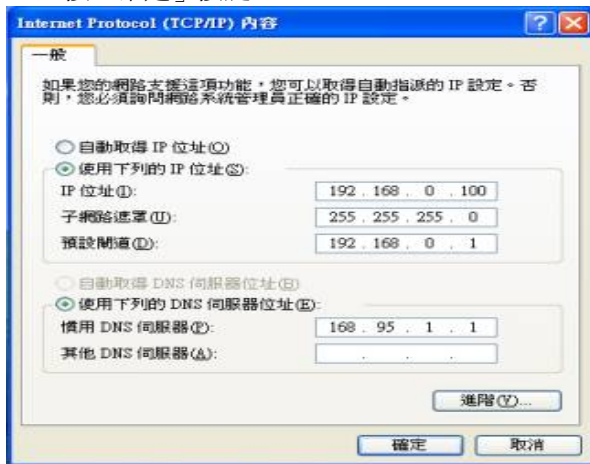 Internet Protocol (TCP/IP) 內容
一般
如果您的網路支援這項功能，您可以取得自動指派的 IP 設定。否
則，您必須詢問網路系統管理員正確的 IP 設定。
自動取得 IP 位址(O)
使用下列的 IP 位址(S):
IP 位址(I): 192 . 168 . 0 . 100
子網路遮罩(U): 255 . 255 . 255 . 0
預設閘道(D): 192 . 168 . 0 . 1
自動取得 DNS 伺服器位址(B)
使用下列的 DNS 伺服器位址(E):
慣用 DNS 伺服器(P): 168 . 95 . 1 . 1
其他 DNS 伺服器(A): . . .
進階(V)...
確定 取消